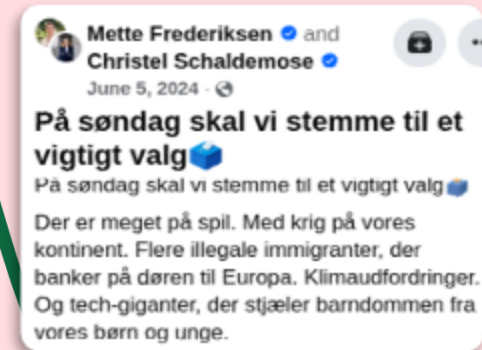 Mette Frederiksen and
Christel Schaldemose
June 5, 2024 ·
På søndag skal vi stemme til et
vigtigt valg🗳️
På søndag skal vi stemme til et vigtigt valg🗳️
Der er meget på spil. Med krig på vores
kontinent. Flere illegale immigranter, der
banker på døren til Europa. Klimaudfordringer.
Og tech-giganter, der stjæler barndommen fra
vores børn og unge.